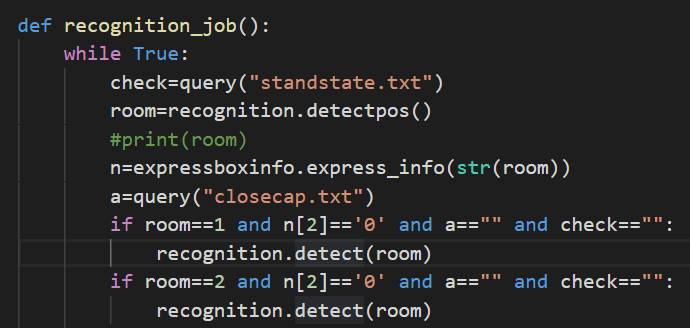 def recognition_job():
    while True:
        check=query("standstate.txt")
        room=recognition.detectpos()
        #print(room)
        n=expressboxinfo.express_info(str(room))
        a=query("closecap.txt")
        if room==1 and n[2]=='0' and a=="" and check=="":
            recognition.detect(room)
        if room==2 and n[2]=='0' and a=="" and check=="":
            recognition.detect(room)